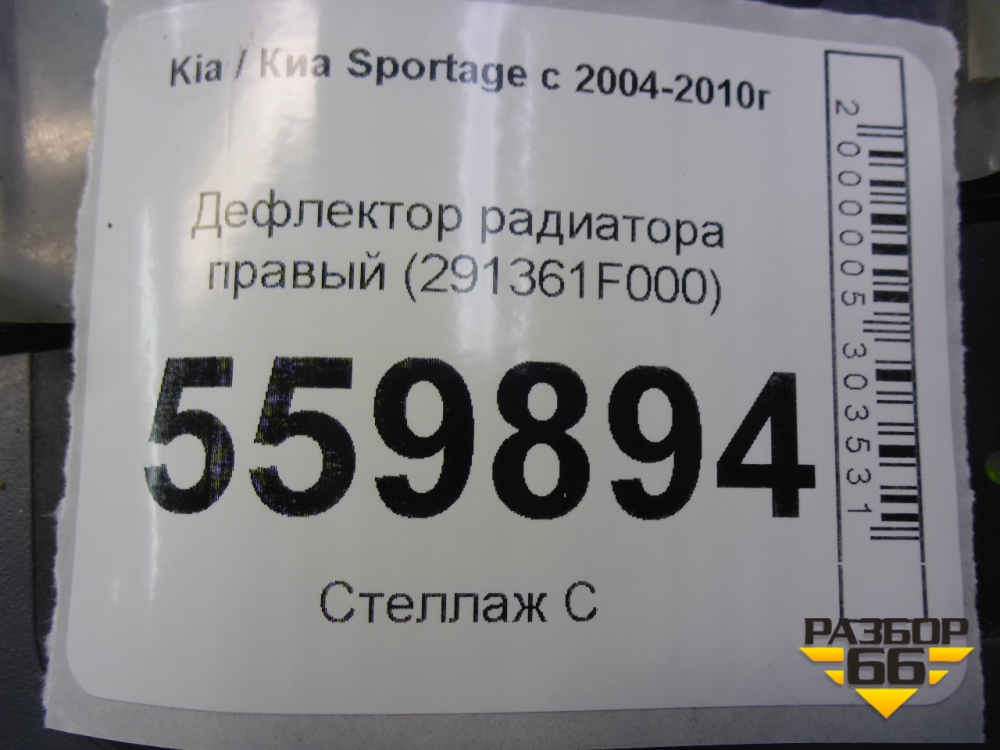 Kia / Киа Sportage с 2004-2010г
Дефлектор радиатора
правый (291361F000)
559894
Стеллаж С
2000005303531
РАЗБОР
66